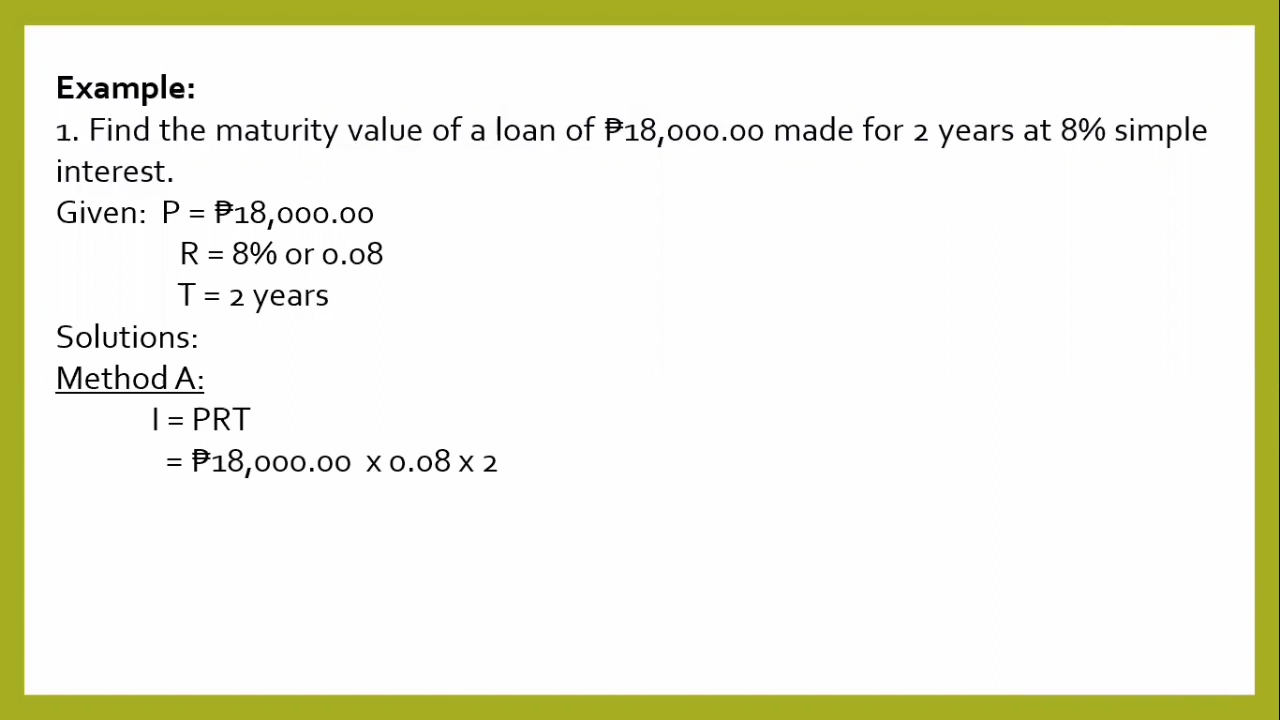 Example:
1. Find the maturity value of a loan of ₱18,000.00 made for 2 years at 8% simple
interest.
Given: P = ₱18,000.00
R = 8% or 0.08
T = 2 years
Solutions:
Method A:
I = PRT
= ₱18,000.00 x 0.08 x 2